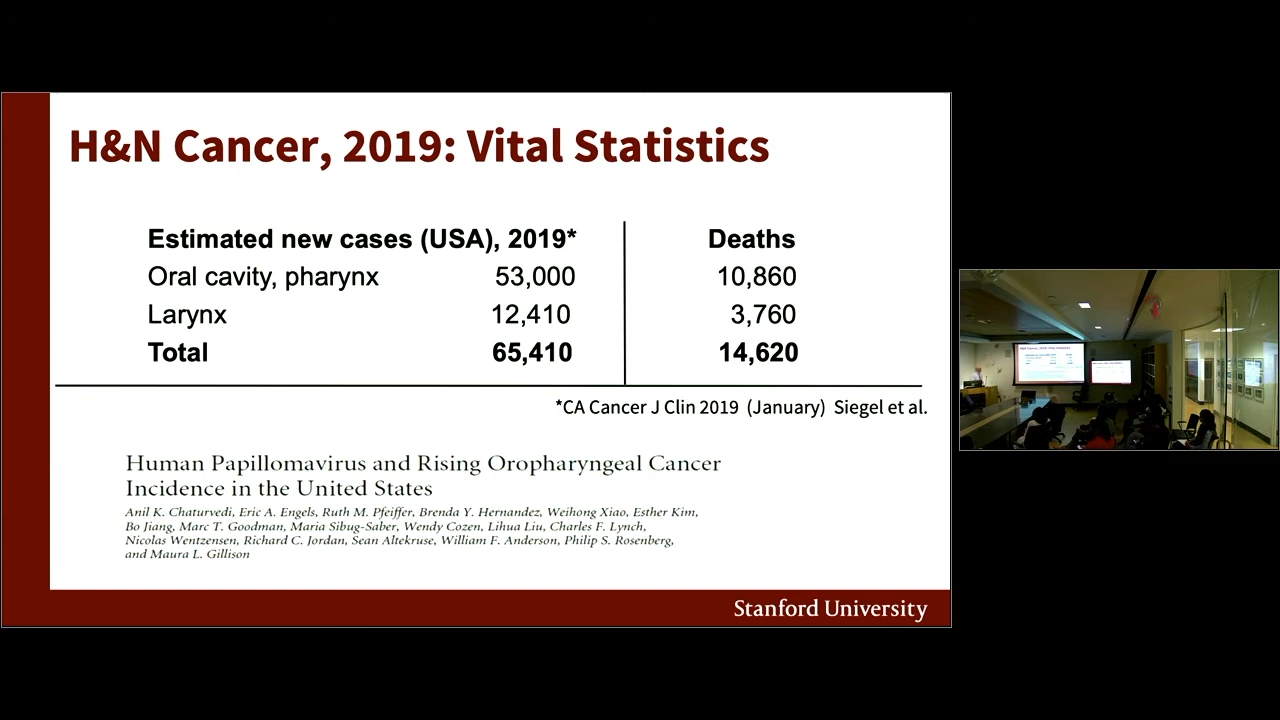 H&N Cancer, 2019: Vital Statistics
Estimated new cases (USA), 2019* Deaths
Oral cavity, pharynx 53,000 10,860
Larynx 12,410 3,760
Total 65,410 14,620
*CA Cancer J Clin 2019 (January) Siegel et al.
Human Papillomavirus and Rising Oropharyngeal Cancer
Incidence in the United States
Anil K. Chaturvedi, Eric A. Engels, Ruth M. Pfeiffer, Brenda Y. Hernandez, Weihong Xiao, Esther Kim,
Bo Jiang, Marc T. Goodman, Maria Sibug-Saber, Wendy Cozen, Lihua Liu, Charles F. Lynch,
Nicolas Wentzensen, Richard C. Jordan, Sean Altekruse, William F. Anderson, Philip S. Rosenberg,
and Maura L. Gillison
Stanford University